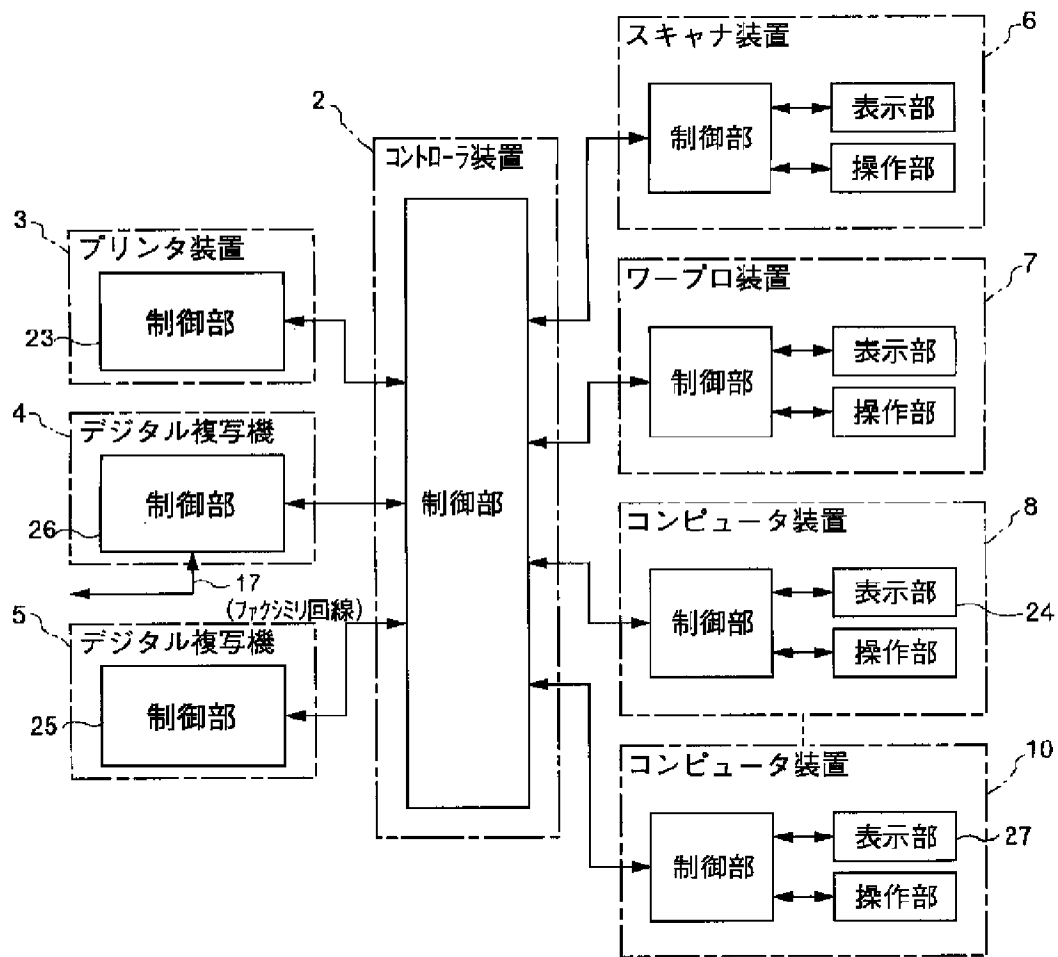 2
コントローラ装置
制御部
3
プリンタ装置
制御部
23
4
デジタル複写機
制御部
26
17
(ファクシミリ回線)
5
デジタル複写機
制御部
25
6
スキャナ装置
制御部
表示部
操作部
7
ワープロ装置
制御部
表示部
操作部
8
コンピュータ装置
制御部
表示部
24
操作部
10
コンピュータ装置
制御部
表示部
27
操作部